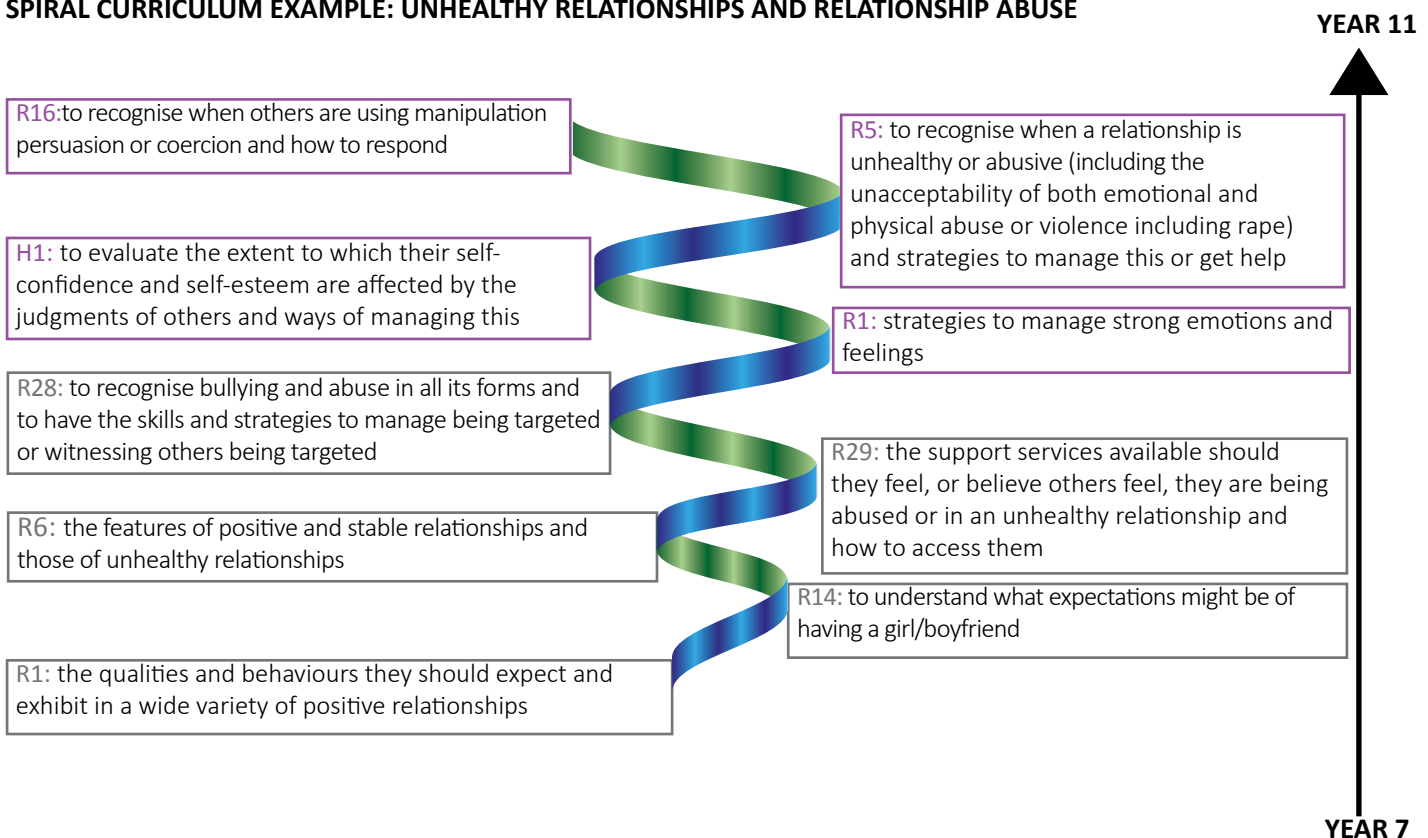 SPIRAL CURRICULUM EXAMPLE: UNHEALTHY RELATIONSHIPS AND RELATIONSHIP ABUSE
YEAR 11
R16:to recognise when others are using manipulation
persuasion or coercion and how to respond
R5: to recognise when a relationship is
unhealthy or abusive (including the
unacceptability of both emotional and
physical abuse or violence including rape)
and strategies to manage this or get help
H1: to evaluate the extent to which their self-
confidence and self-esteem are affected by the
judgments of others and ways of managing this
R1: strategies to manage strong emotions and
feelings
R28: to recognise bullying and abuse in all its forms and
to have the skills and strategies to manage being targeted
or witnessing others being targeted
R29: the support services available should
they feel, or believe others feel, they are being
abused or in an unhealthy relationship and
how to access them
R6: the features of positive and stable relationships and
those of unhealthy relationships
R14: to understand what expectations might be of
having a girl/boyfriend
R1: the qualities and behaviours they should expect and
exhibit in a wide variety of positive relationships
YEAR 7